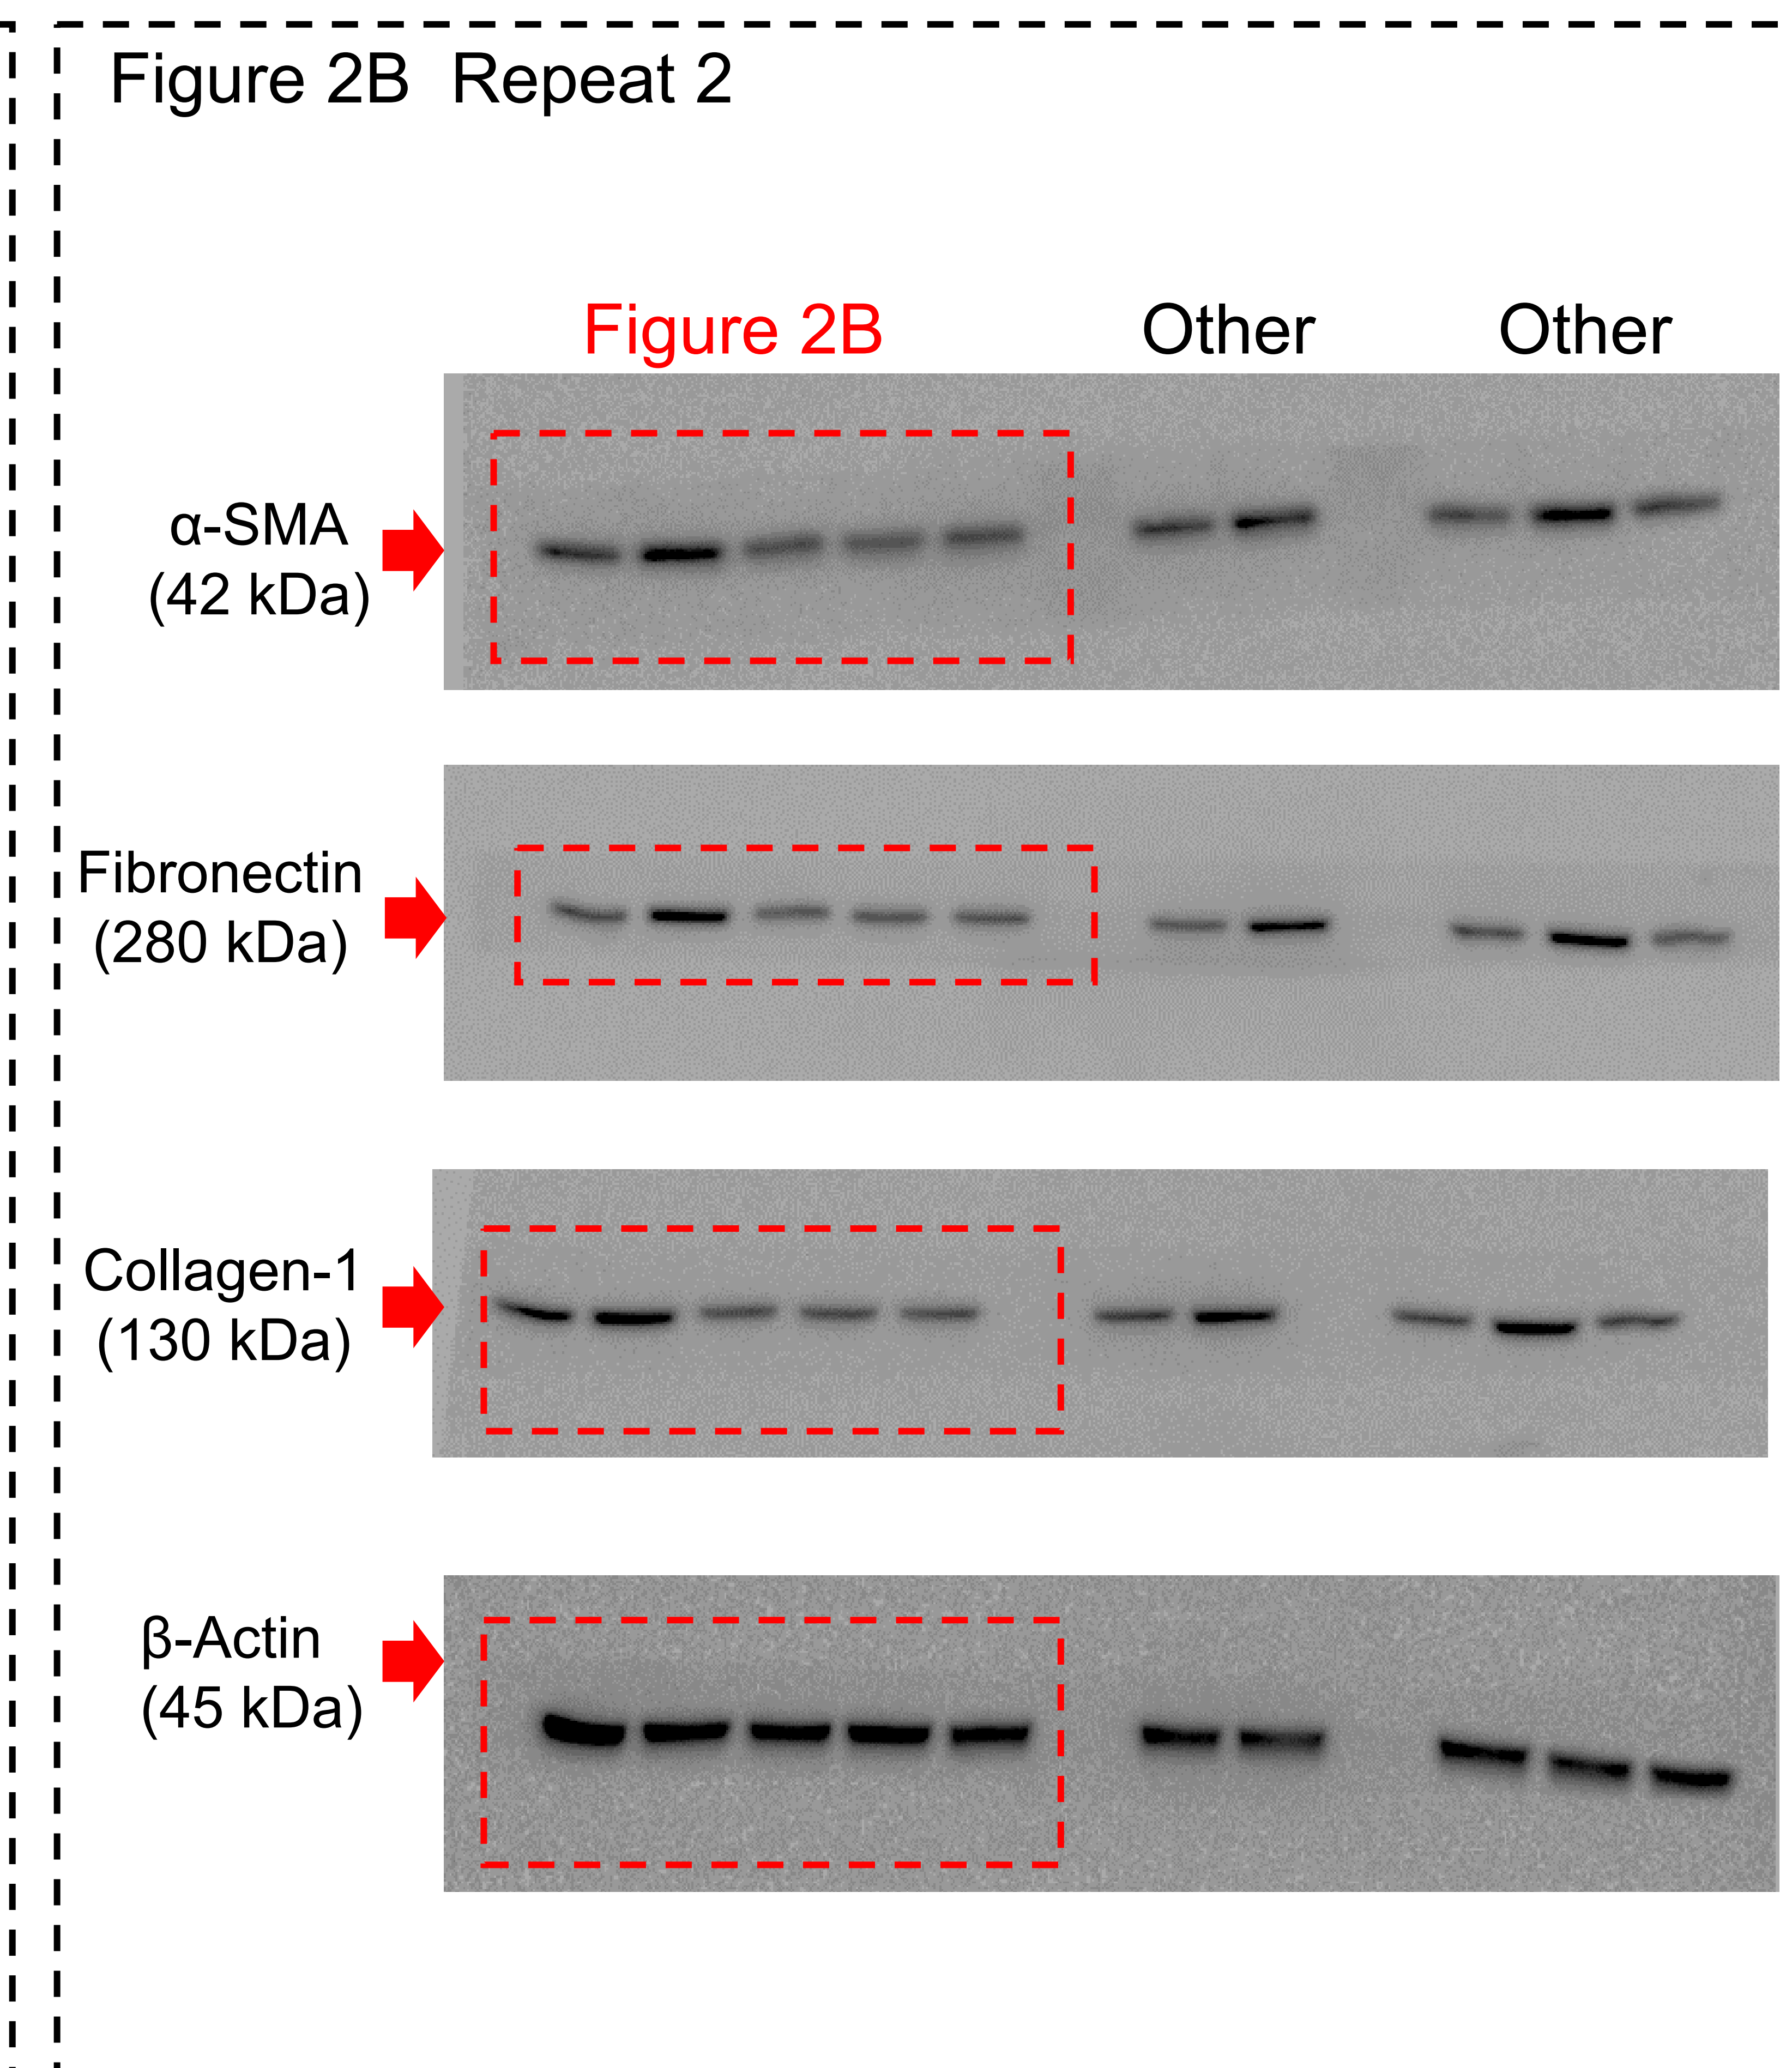 Figure 2B Repeat 2
Figure 2B Other Other
α-SMA
(42 kDa)
Fibronectin
(280 kDa)
Collagen-1
(130 kDa)
β-Actin
(45 kDa)